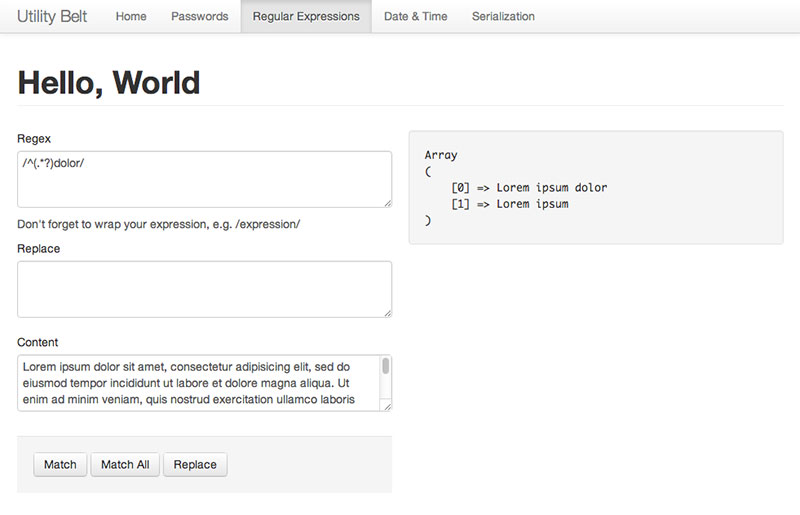 Utility Belt Home Passwords Regular Expressions Date & Time Serialization
Hello, World
Regex
/^(.*?)dolor/
Don't forget to wrap your expression, e.g. /expression/
Replace
Content
Lorem ipsum dolor sit amet, consectetur adipisicing elit, sed do
eiusmod tempor incididunt ut labore et dolore magna aliqua. Ut
enim ad minim veniam, quis nostrud exercitation ullamco laboris
Match Match All Replace
Array
(
[0] => Lorem ipsum dolor
[1] => Lorem ipsum
)